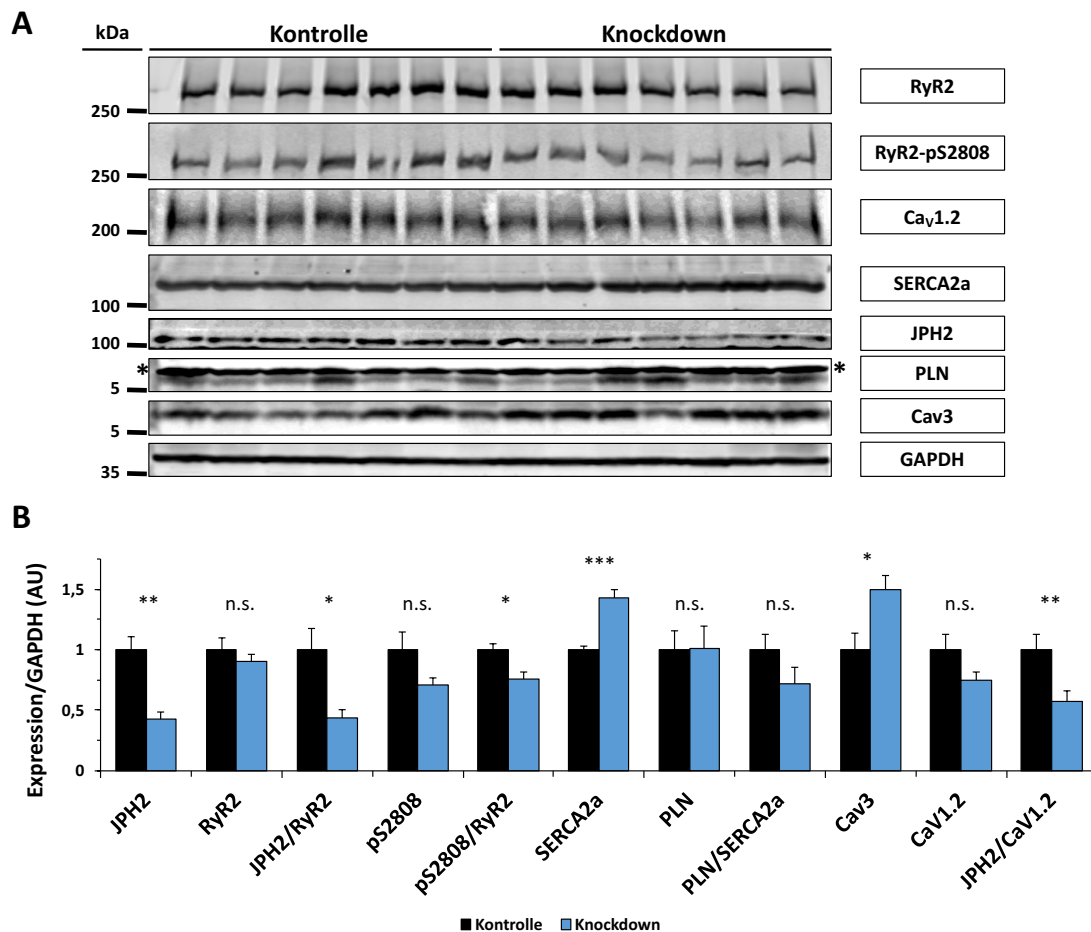 A
kDa Kontrolle Knockdown
250 RyR2
250 RyR2-pS2808
200 CaV1.2
100 SERCA2a
100 JPH2
* 5 * PLN
5 Cav3
35 GAPDH
B
Expression/GAPDH (AU)
1,5
1
0,5
0
** n.s. * n.s. * *** n.s. n.s. * n.s. **
JPH2 RyR2 JPH2/RyR2 pS2808 pS2808/RyR2 SERCA2a PLN PLN/SERCA2a Cav3 CaV1.2 JPH2/CaV1.2
Kontrolle Knockdown